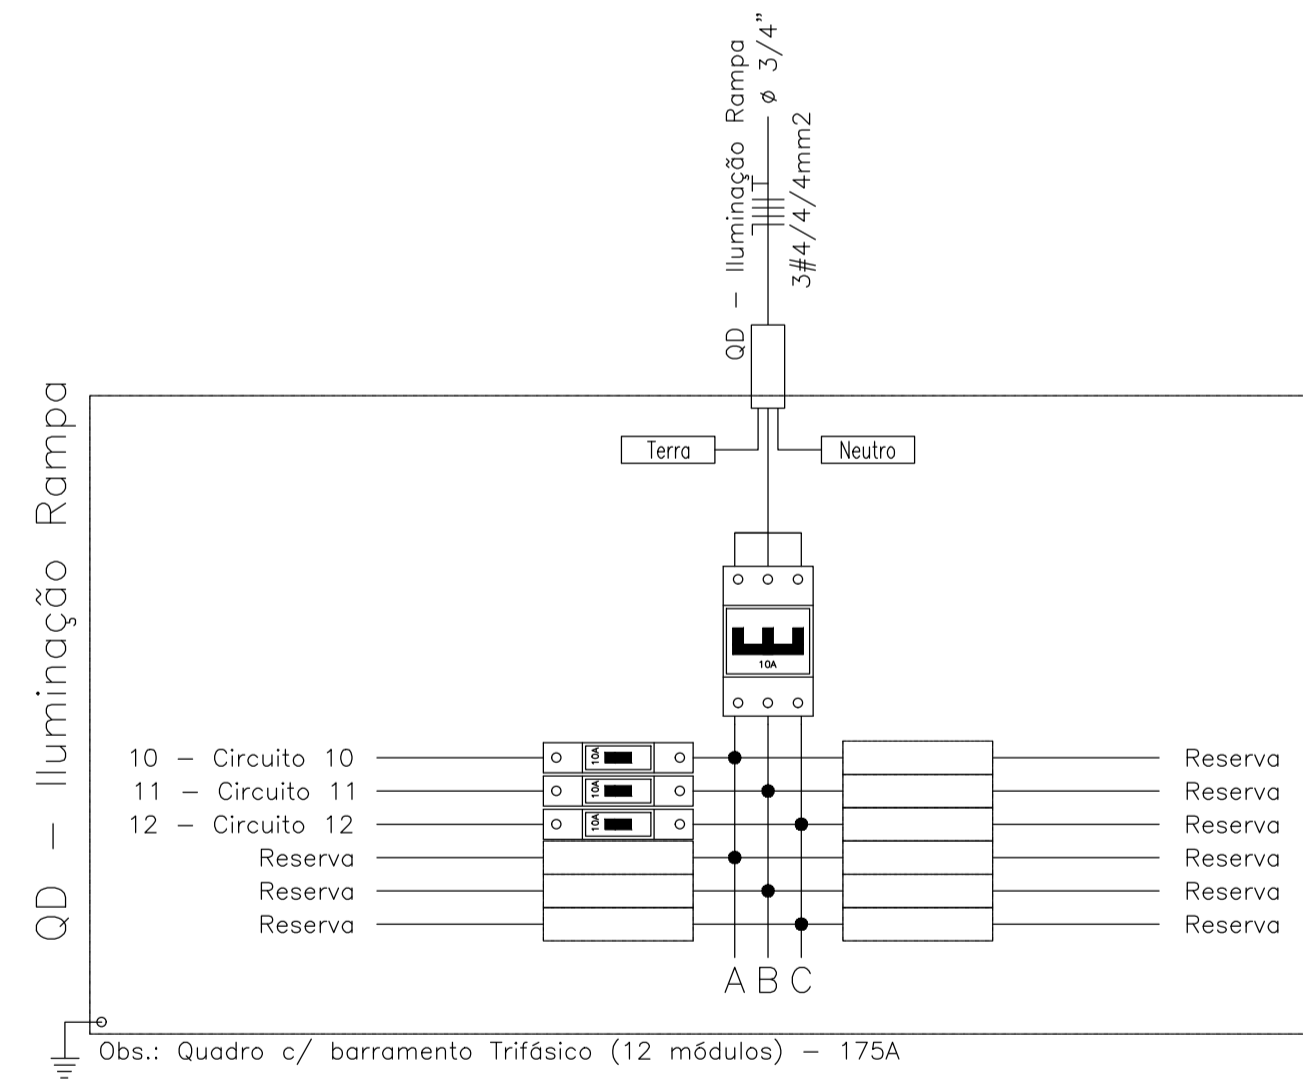 QD - Iluminação Rampa
ø 3/4"
3#4/4/4mm2
QD - Iluminação Rampa
Terra
Neutro
10A
10 - Circuito 10
10A
Reserva
11 - Circuito 11
10A
Reserva
12 - Circuito 12
10A
Reserva
Reserva
Reserva
Reserva
Reserva
Reserva
Reserva
A B C
Obs.: Quadro c/ barramento Trifásico (12 módulos) - 175A